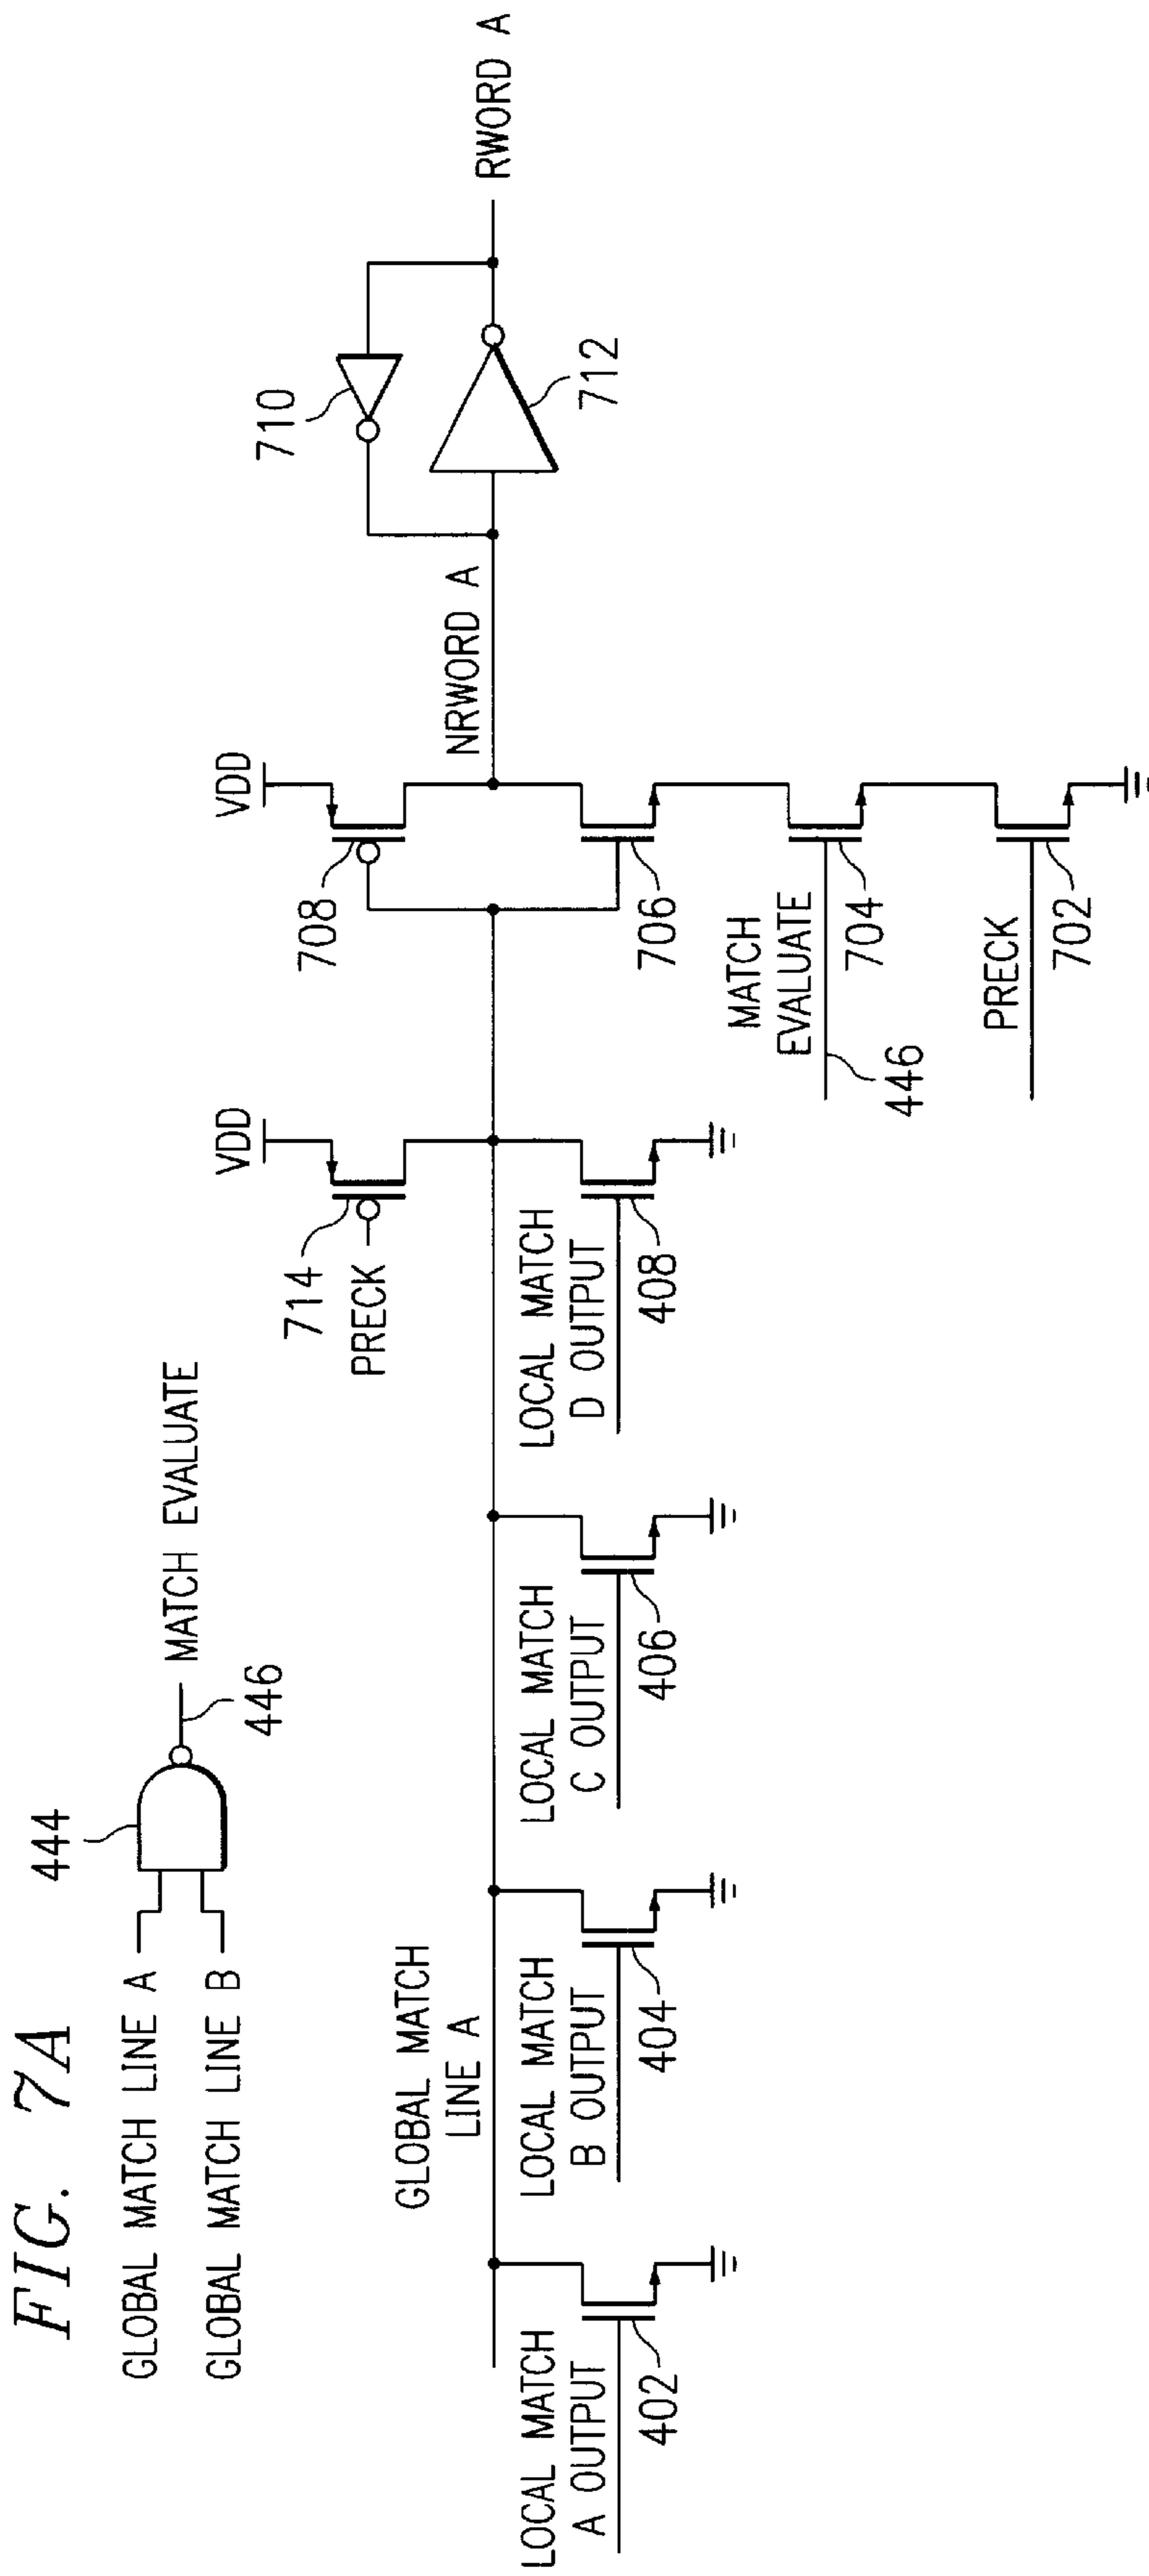 FIG. 7A
GLOBAL MATCH LINE A
GLOBAL MATCH LINE B
444
446
MATCH EVALUATE
GLOBAL MATCH
LINE A
LOCAL MATCH
A OUTPUT
402
LOCAL MATCH
B OUTPUT
404
LOCAL MATCH
C OUTPUT
406
LOCAL MATCH
D OUTPUT
408
VDD
714
PRECK
VDD
708
NRWORD A
706
MATCH
EVALUATE
446
704
PRECK
702
710
712
RWORD A